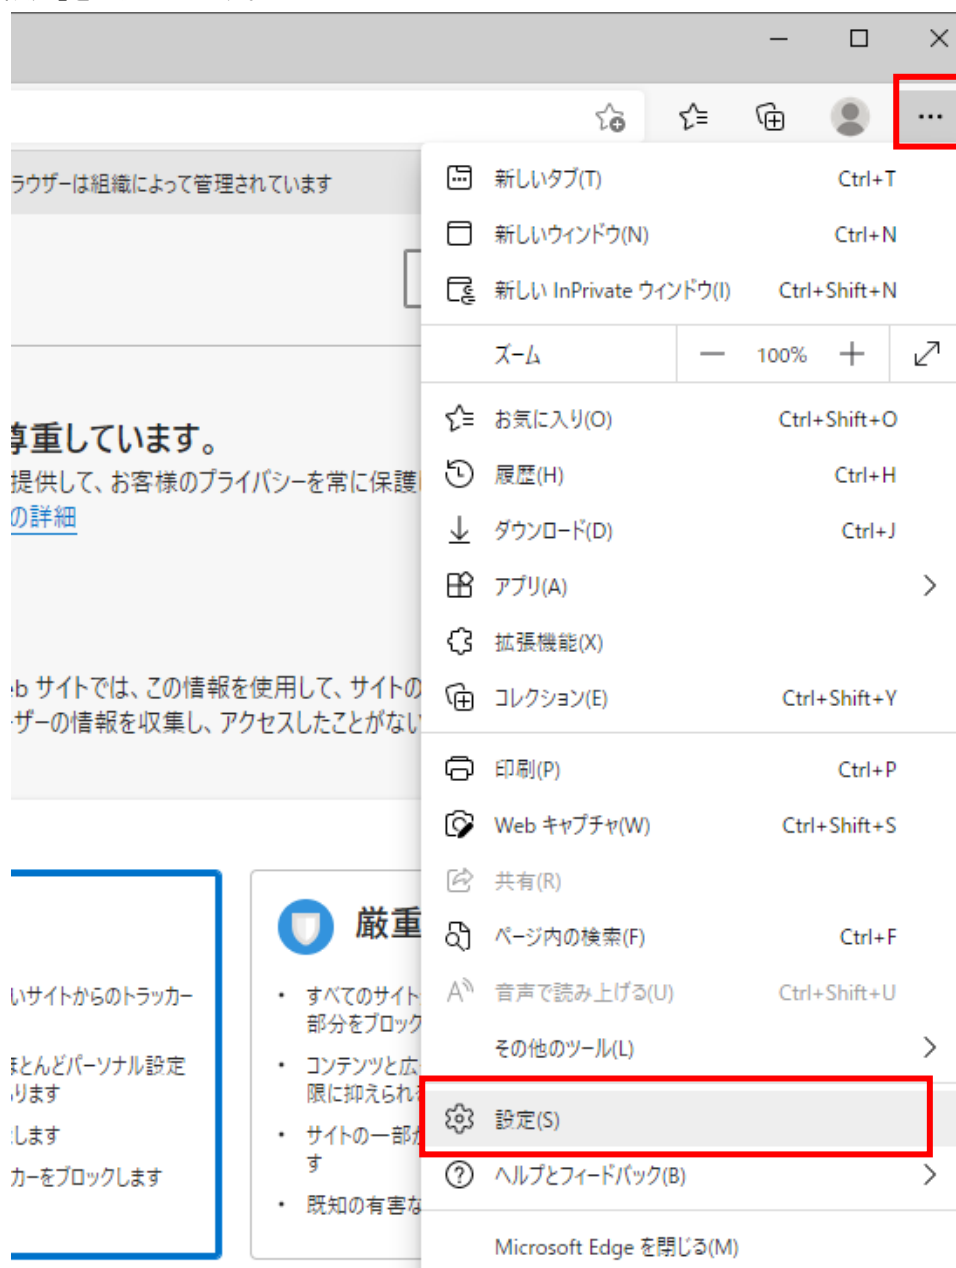 ラウザーは組織によって管理されています
新しいタブ(T) Ctrl+T
新しいウィンドウ(N) Ctrl+N
新しい InPrivate ウィンドウ(I) Ctrl+Shift+N
ズーム — 100% +
お気に入り(O) Ctrl+Shift+O
履歴(H) Ctrl+H
ダウンロード(D) Ctrl+J
アプリ(A)
拡張機能(X)
コレクション(E) Ctrl+Shift+Y
印刷(P) Ctrl+P
Web キャプチャ(W) Ctrl+Shift+S
共有(R)
ページ内の検索(F) Ctrl+F
音声で読み上げる(U) Ctrl+Shift+U
その他のツール(L)
設定(S)
ヘルプとフィードバック(B)
Microsoft Edge を閉じる(M)
尊重しています。
提供して、お客様のプライバシーを常に保護
の詳細
eb サイトでは、この情報を使用して、サイトの
ーザーの情報を収集し、アクセスしたことがない
いサイトからのトラッカー
ほとんどパーソナル設定
ります
します
カーをブロックします
厳重
• すべてのサイト
部分をブロック
• コンテンツと広
限に抑えられ
• サイトの一部が
す
• 既知の有害な